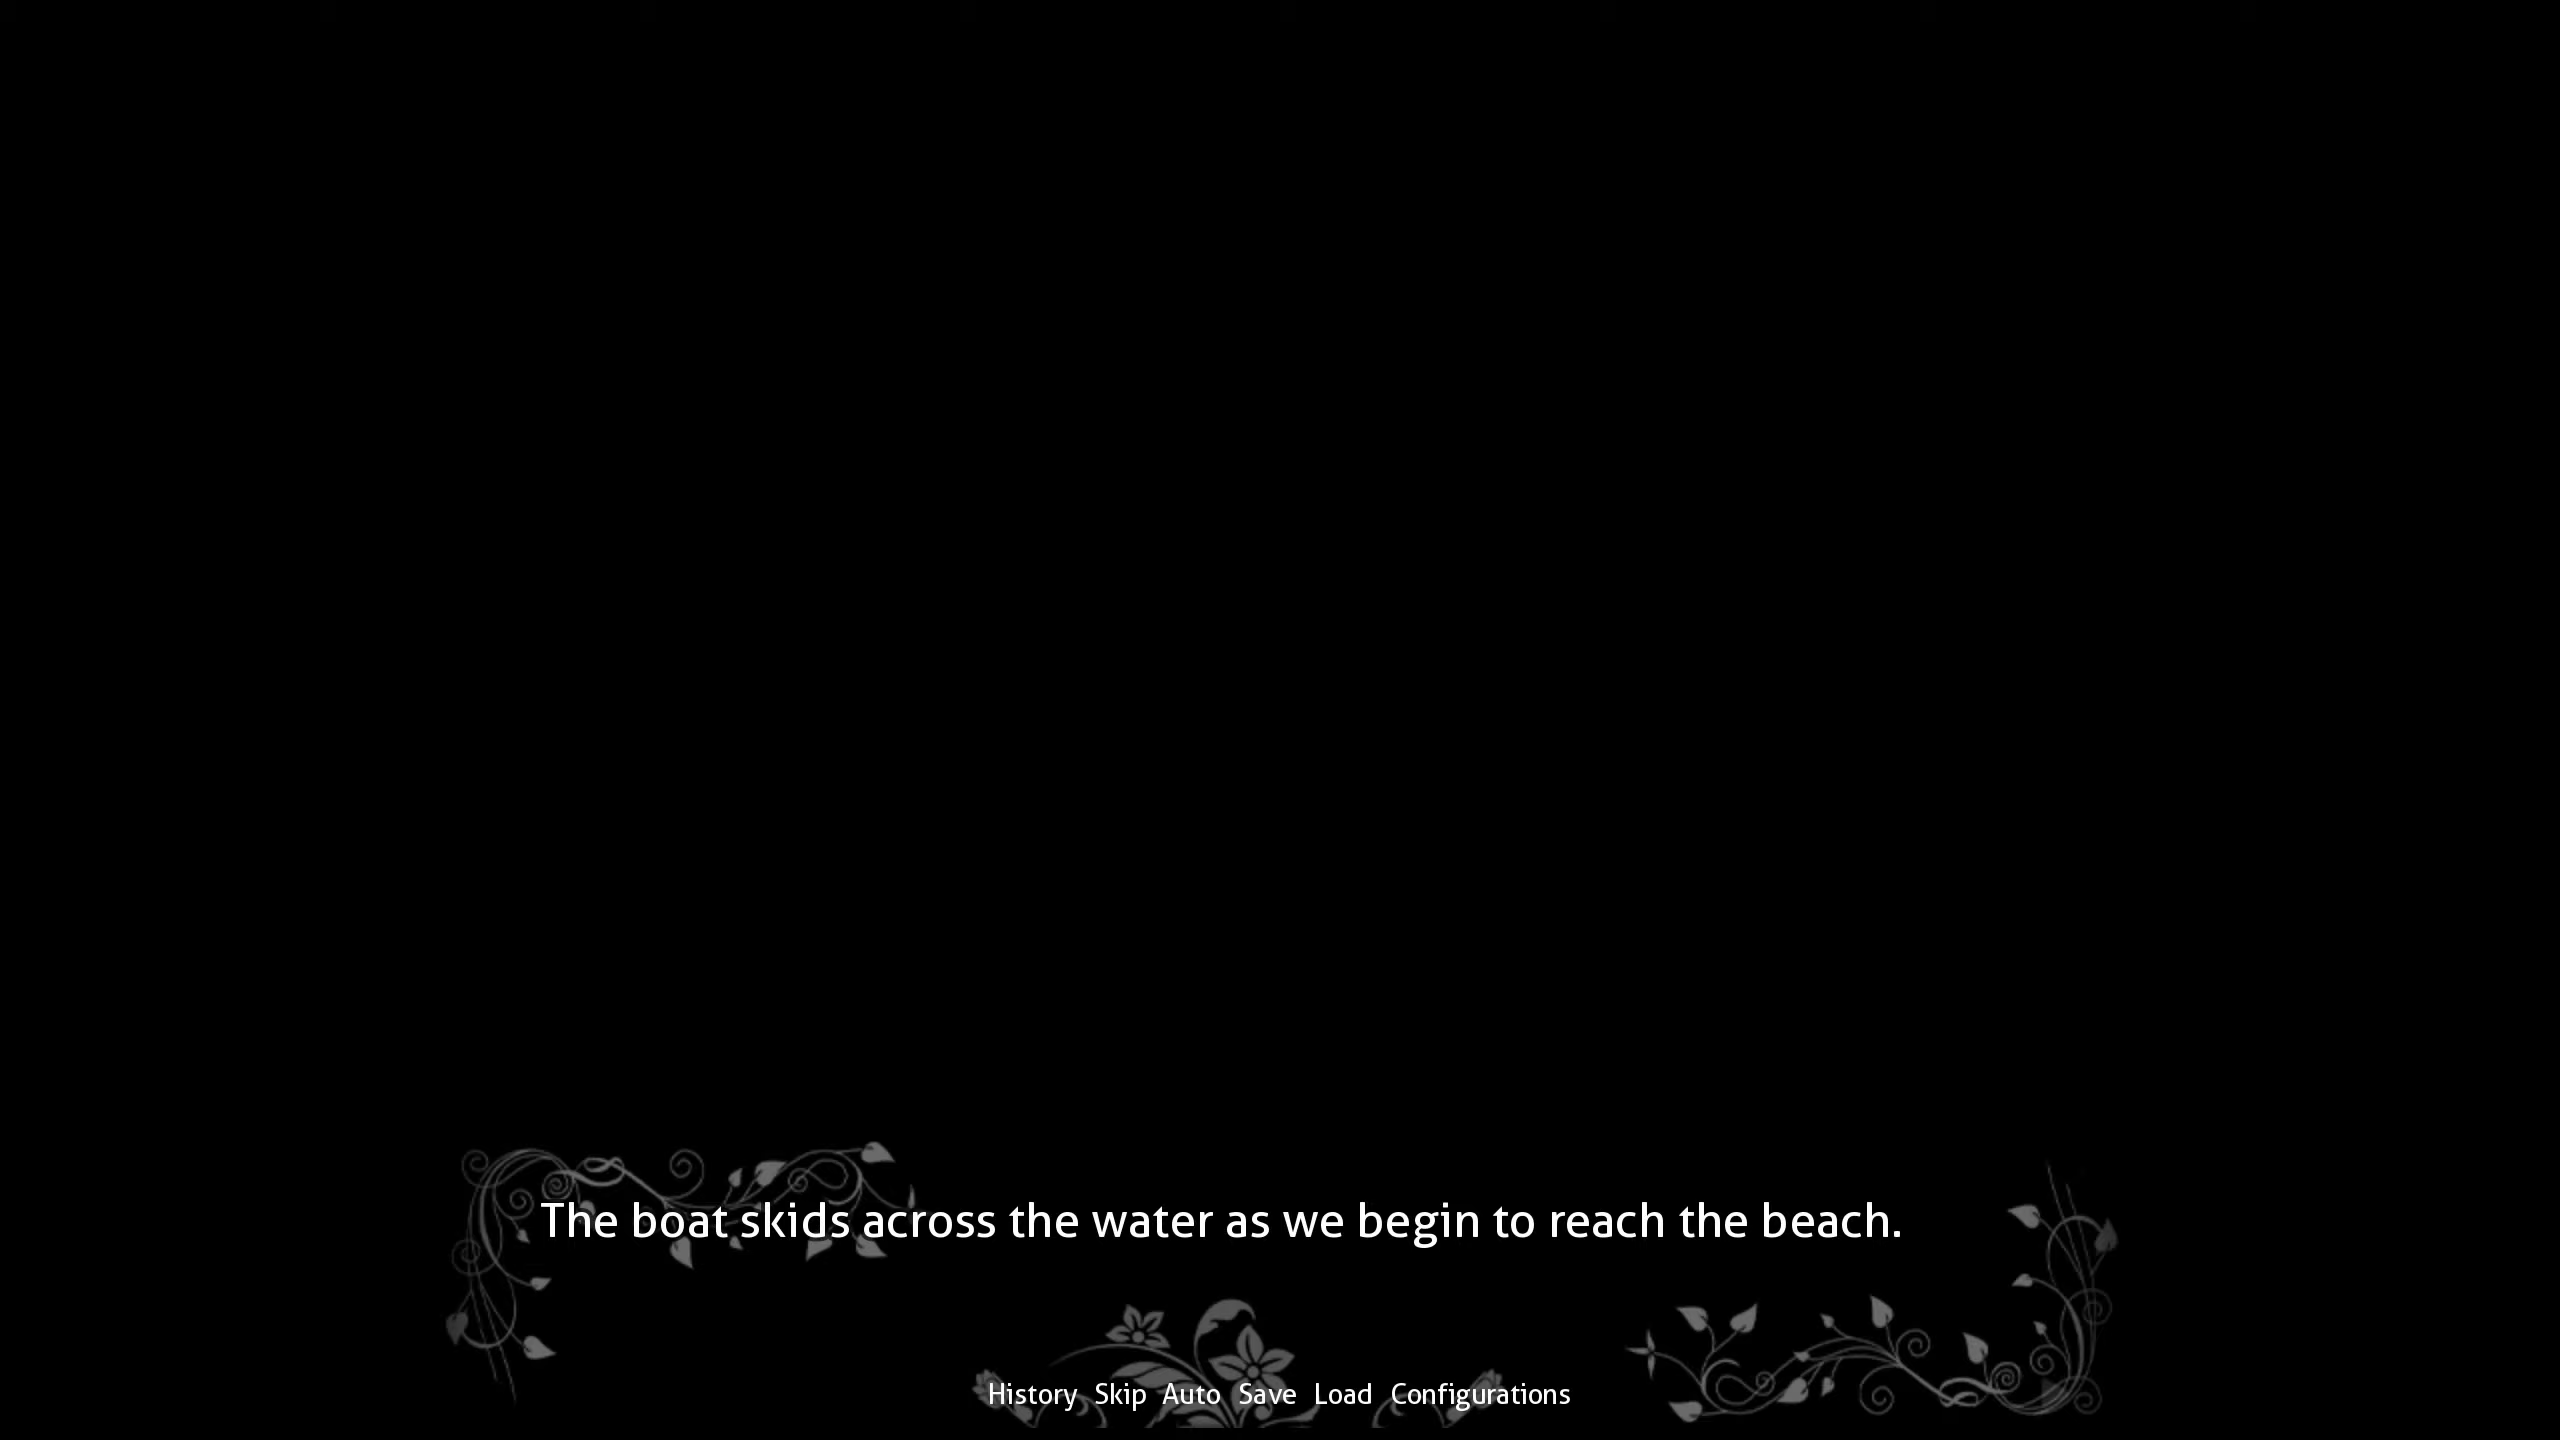 The boat skids across the water as we begin to reach the beach.
History Skip Auto Save Load Configurations